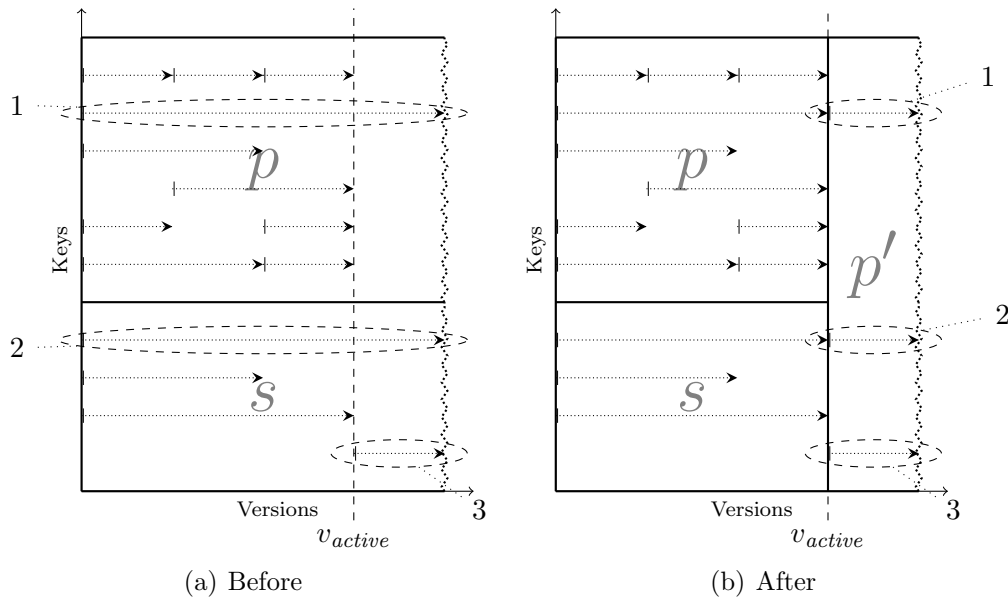 1
p
Keys
2
s
Versions
3
v_active
(a) Before
1
p
Keys
p′
2
s
Versions
3
v_active
(b) After